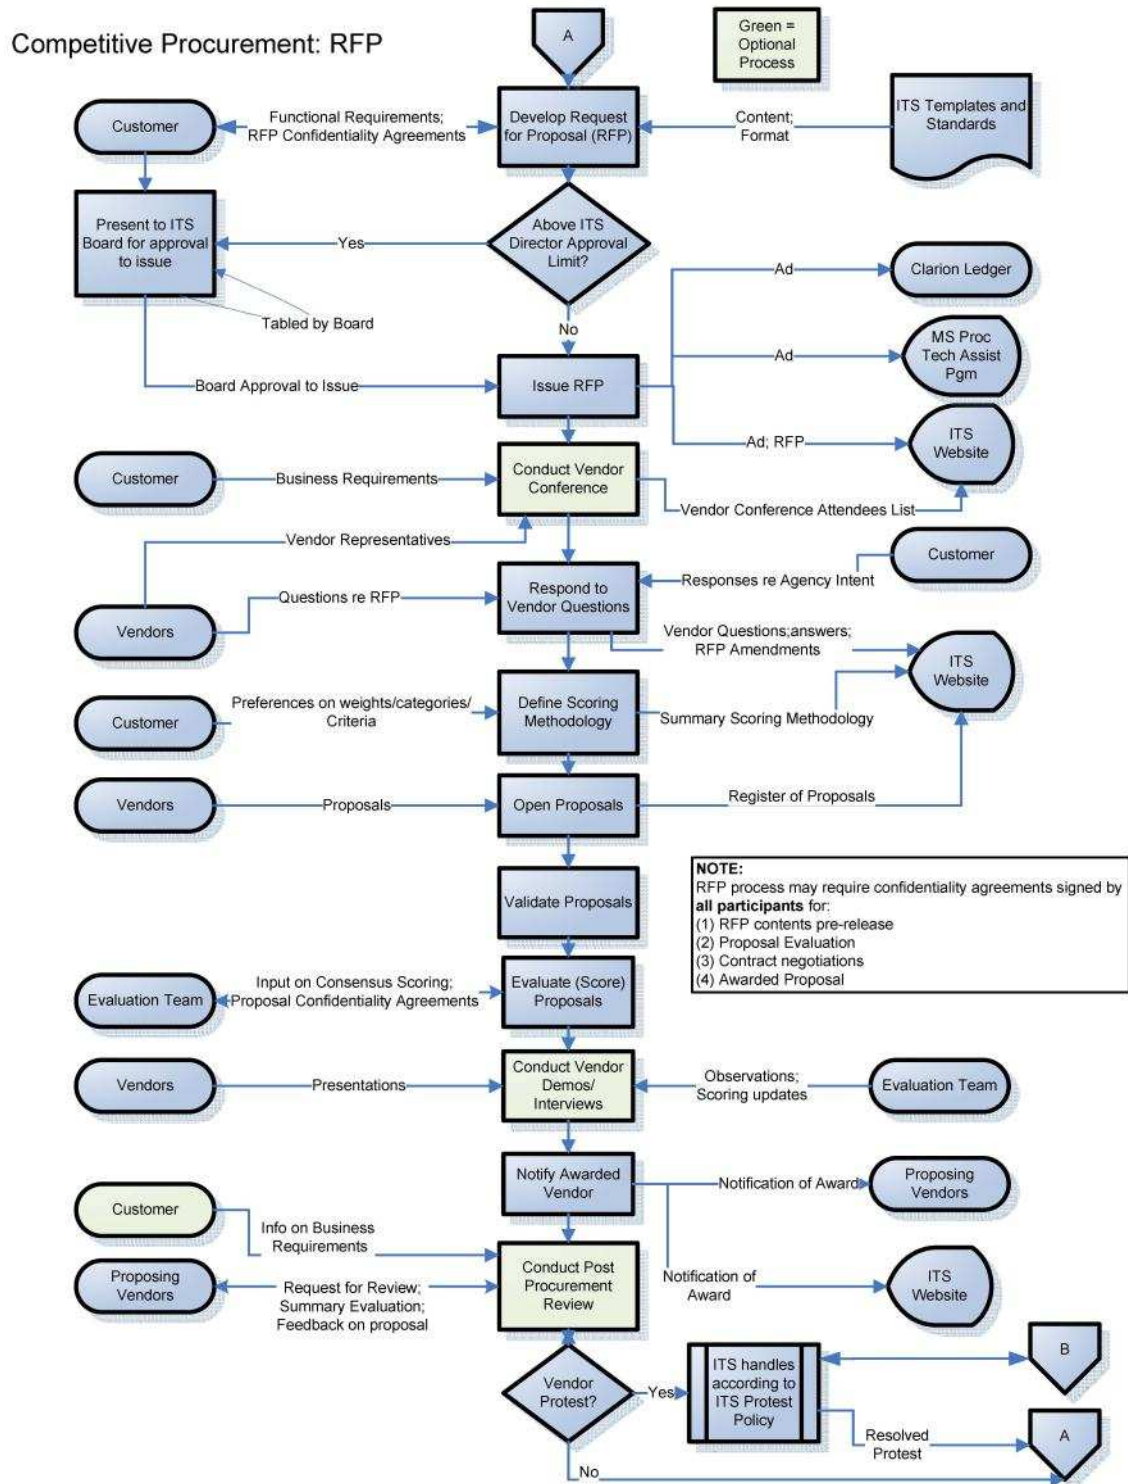 Competitive Procurement: RFP
A
Green =
Optional
Process
Customer
Functional Requirements;
RFP Confidentiality Agreements
Develop Request
for Proposal (RFP)
Content;
Format
ITS Templates and
Standards
Present to ITS
Board for approval
to issue
Yes
Above ITS
Director Approval
Limit?
Ad
Clarion Ledger
Tabled by Board
No
Ad
MS Proc
Tech Assist
Pgm
Board Approval to Issue
Issue RFP
Ad; RFP
ITS
Website
Customer
Business Requirements
Conduct Vendor
Conference
Vendor Conference Attendees List
Vendor Representatives
Customer
Responses re Agency Intent
Questions re RFP
Respond to
Vendor Questions
Vendors
Vendor Questions;answers;
RFP Amendments
ITS
Website
Preferences on weights/categories/
Criteria
Customer
Define Scoring
Methodology
Summary Scoring Methodology
Vendors
Proposals
Open Proposals
Register of Proposals
Validate Proposals
NOTE:
RFP process may require confidentiality agreements signed by
all participants for:
(1) RFP contents pre-release
(2) Proposal Evaluation
(3) Contract negotiations
(4) Awarded Proposal
Evaluation Team
Input on Consensus Scoring;
Proposal Confidentiality Agreements
Evaluate (Score)
Proposals
Vendors
Presentations
Conduct Vendor
Demos/
Interviews
Observations;
Scoring updates
Evaluation Team
Notify Awarded
Vendor
Notification of Award
Proposing
Vendors
Customer
Info on Business
Requirements
Proposing
Vendors
Request for Review;
Summary Evaluation;
Feedback on proposal
Conduct Post
Procurement
Review
Notification of
Award
ITS
Website
Vendor
Protest?
Yes
ITS handles
according to
ITS Protest
Policy
B
Resolved
Protest
A
No